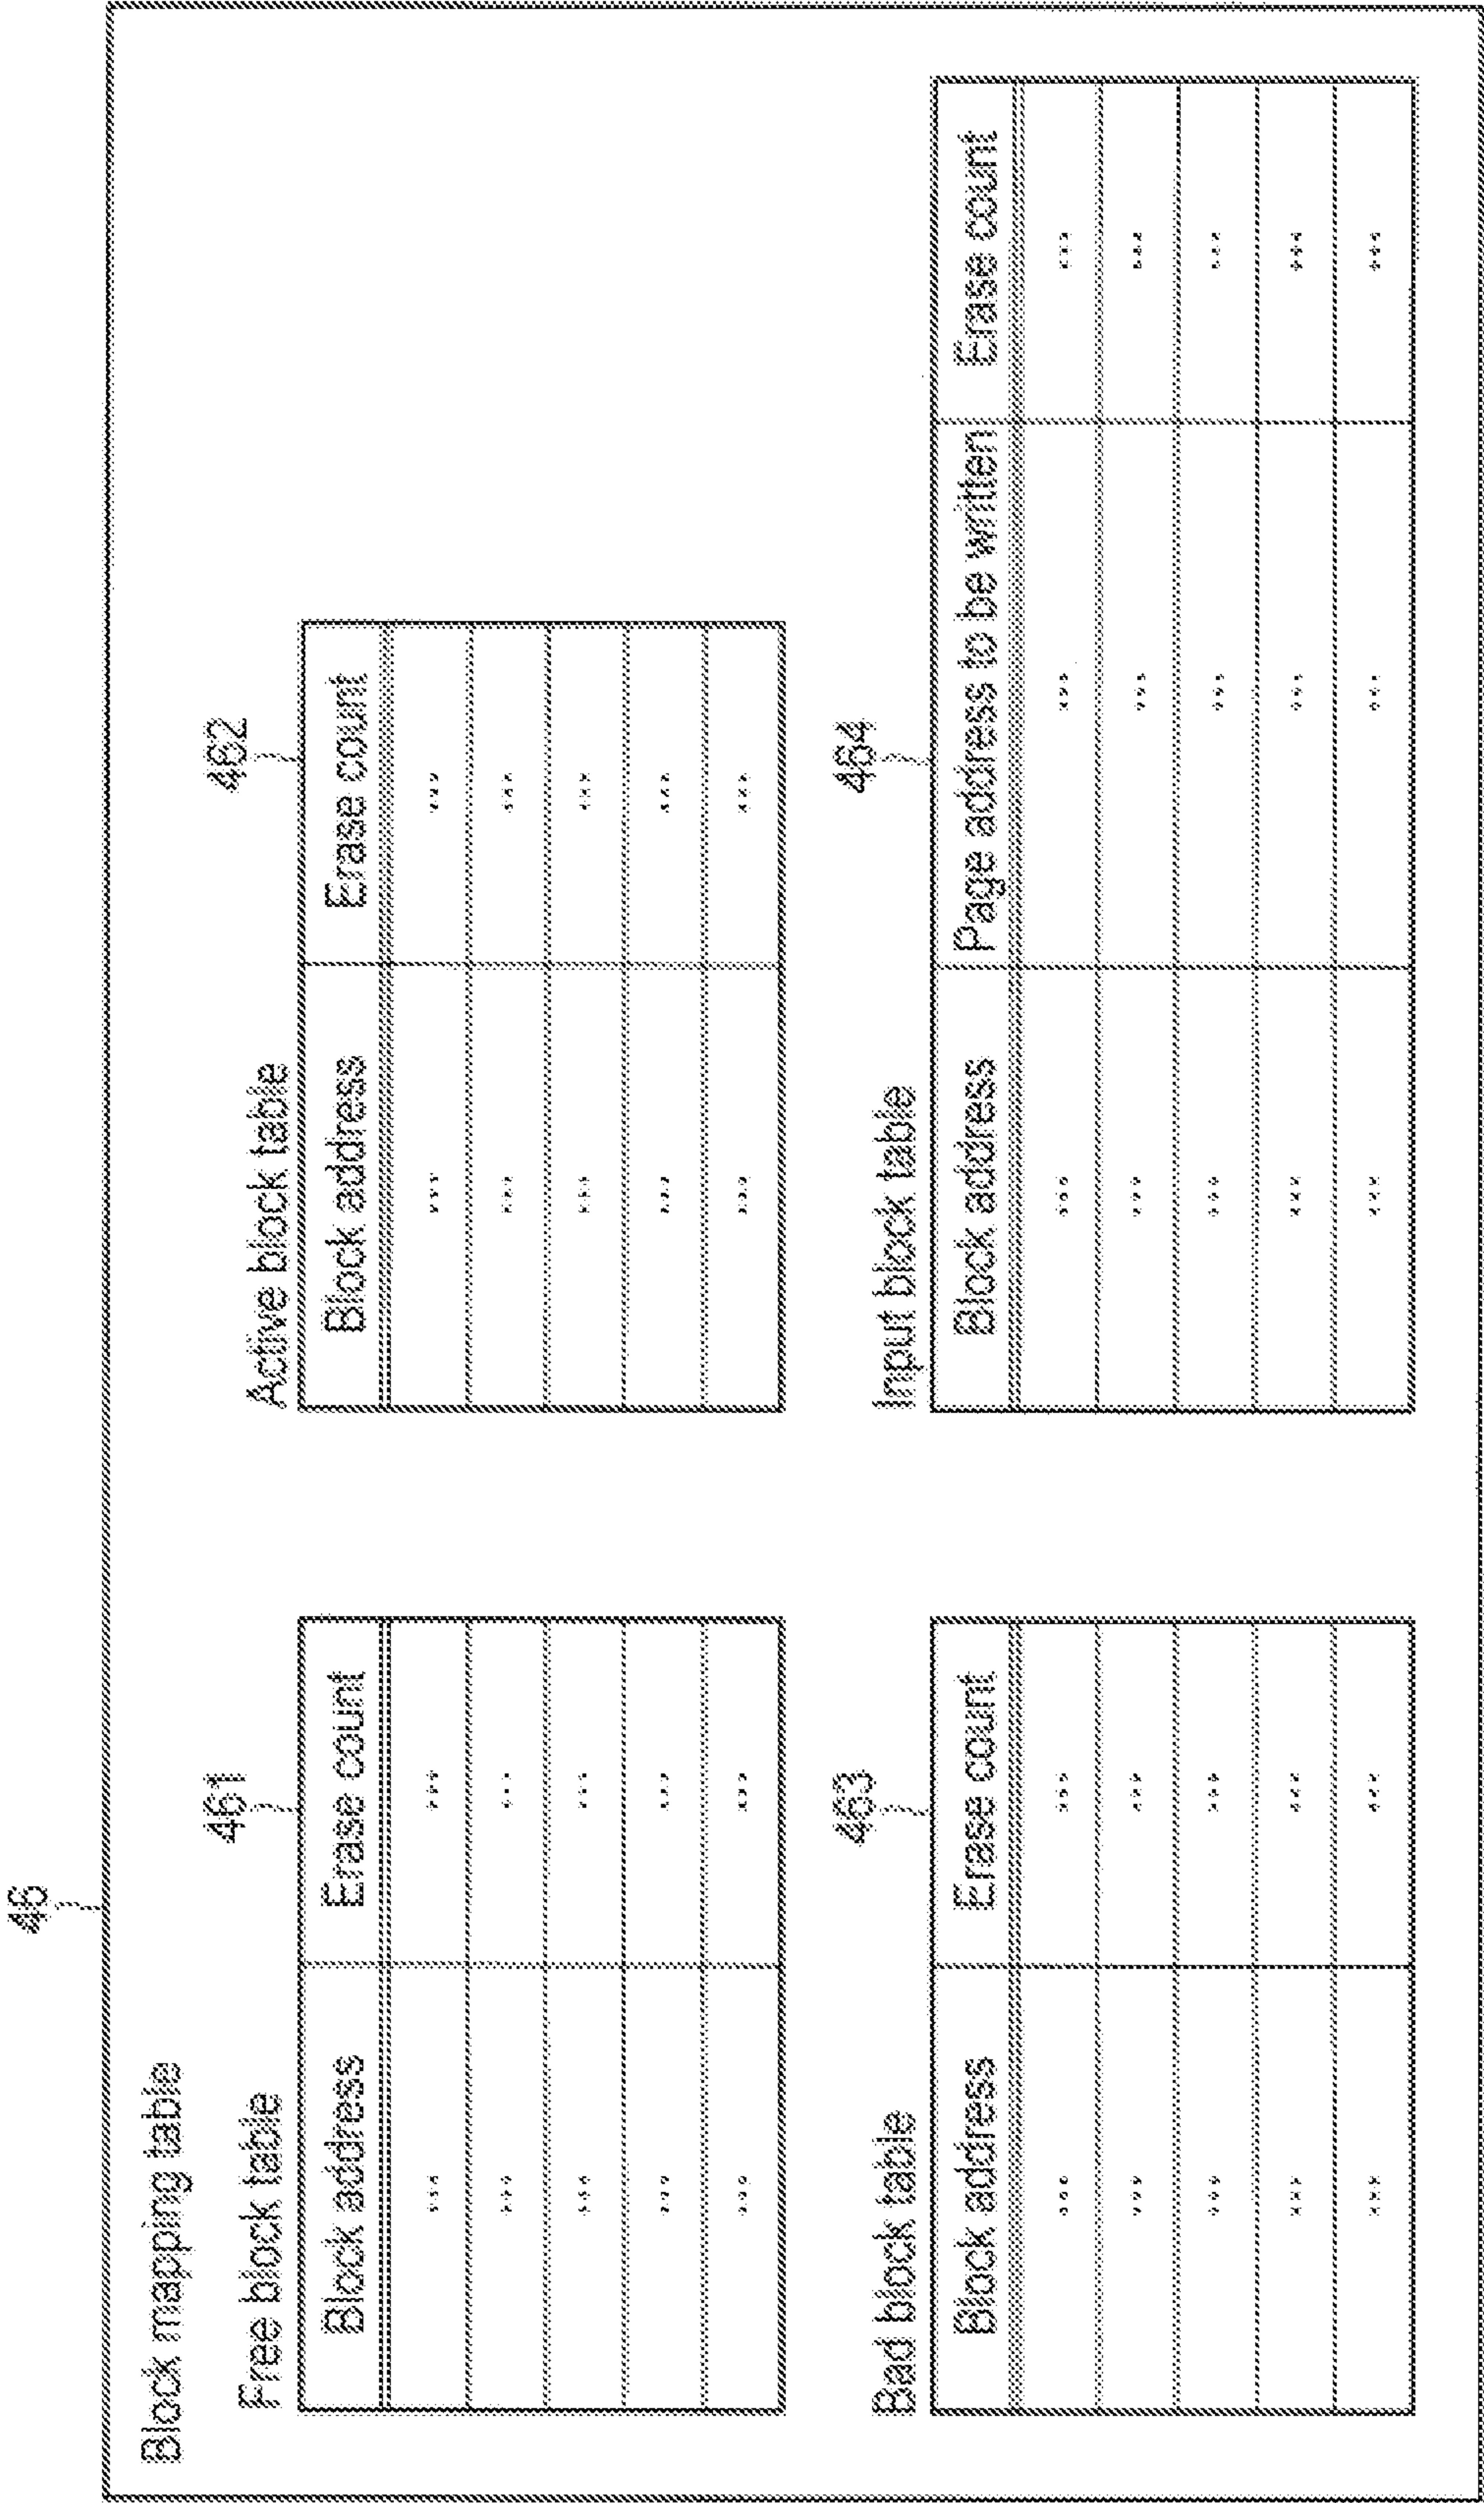 46
Block mapping table
461
Free block table
Block address Erase count
... ...
... ...
... ...
... ...
... ...
462
Active block table
Block address Erase count
... ...
... ...
... ...
... ...
... ...
463
Bad block table
Block address Erase count
... ...
... ...
... ...
... ...
... ...
464
Input block table
Block address Page address to be written Erase count
... ... ...
... ... ...
... ... ...
... ... ...
... ... ...